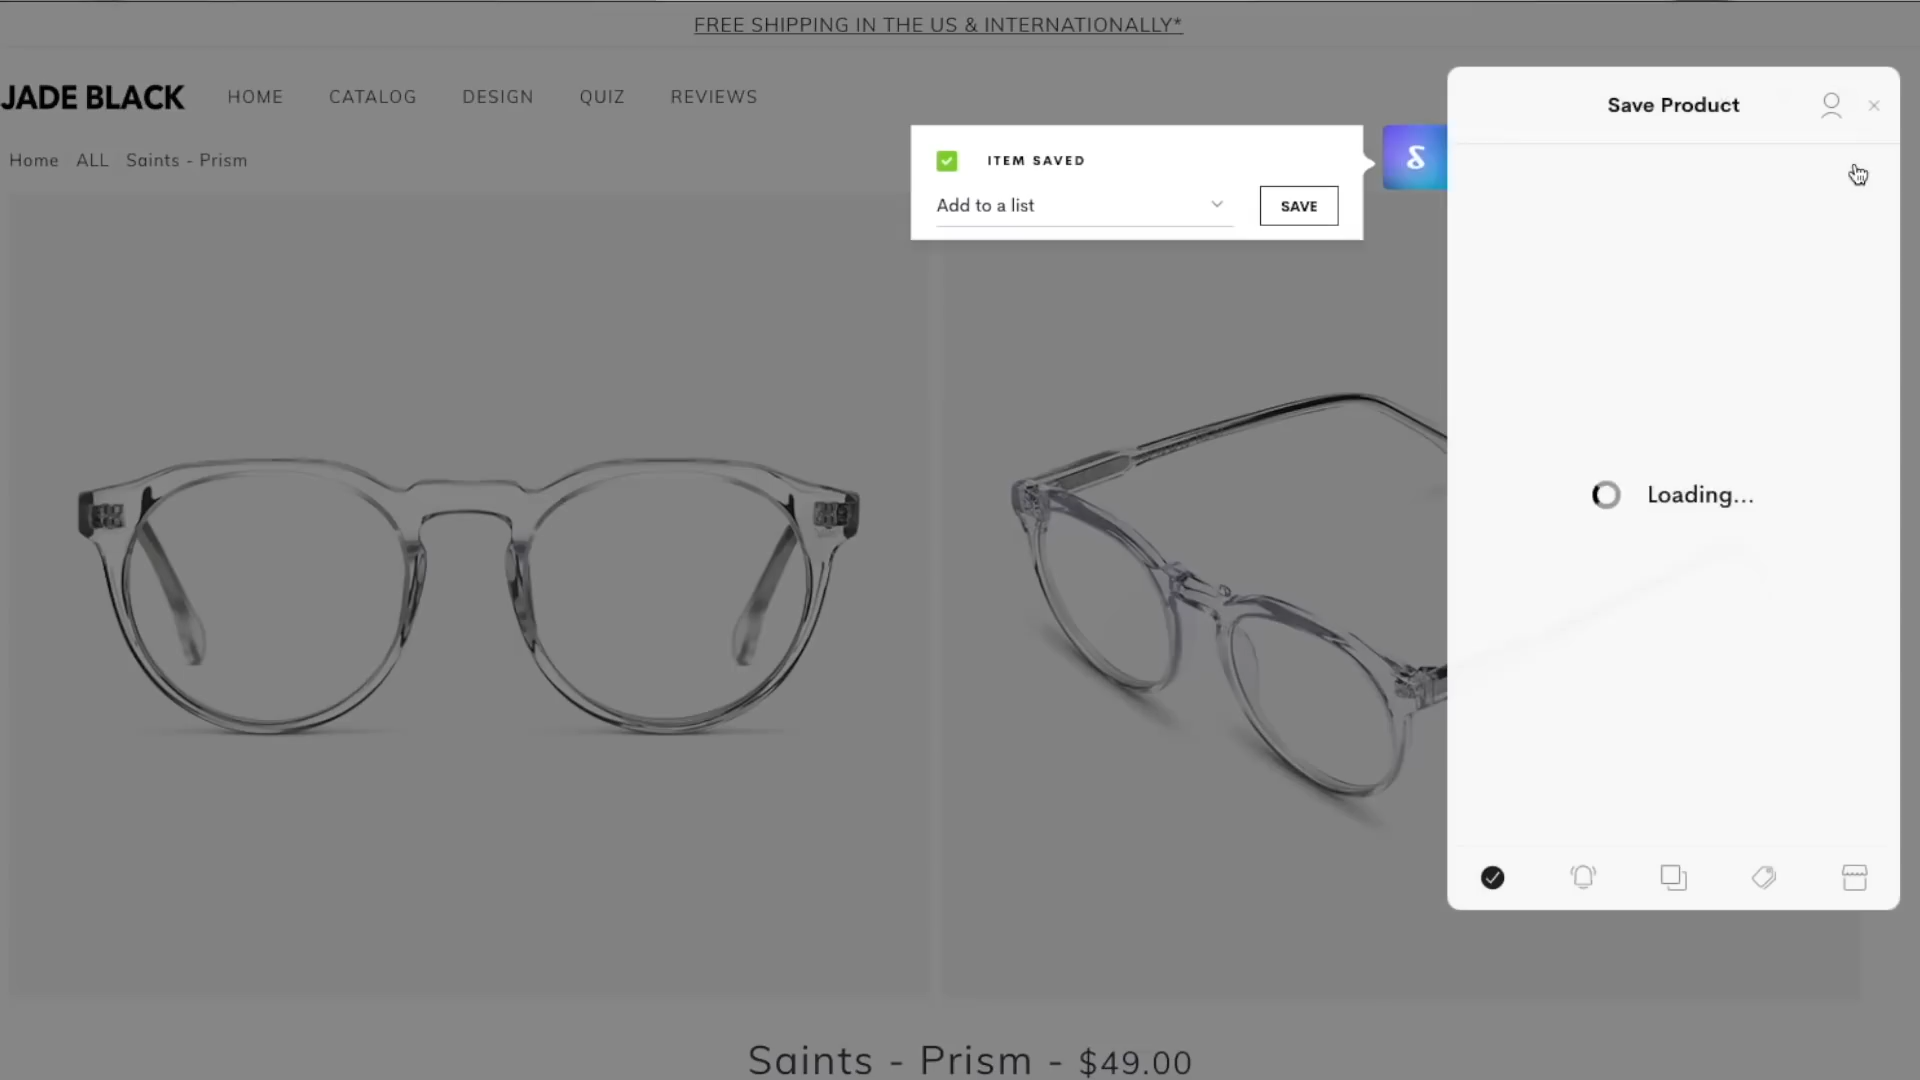 FREE SHIPPING IN THE US & INTERNATIONALLY*
JADE BLACK HOME CATALOG DESIGN QUIZ REVIEWS
Home ALL Saints - Prism
ITEM SAVED
Add to a list SAVE
Save Product
Loading...
Saints - Prism - $49.00